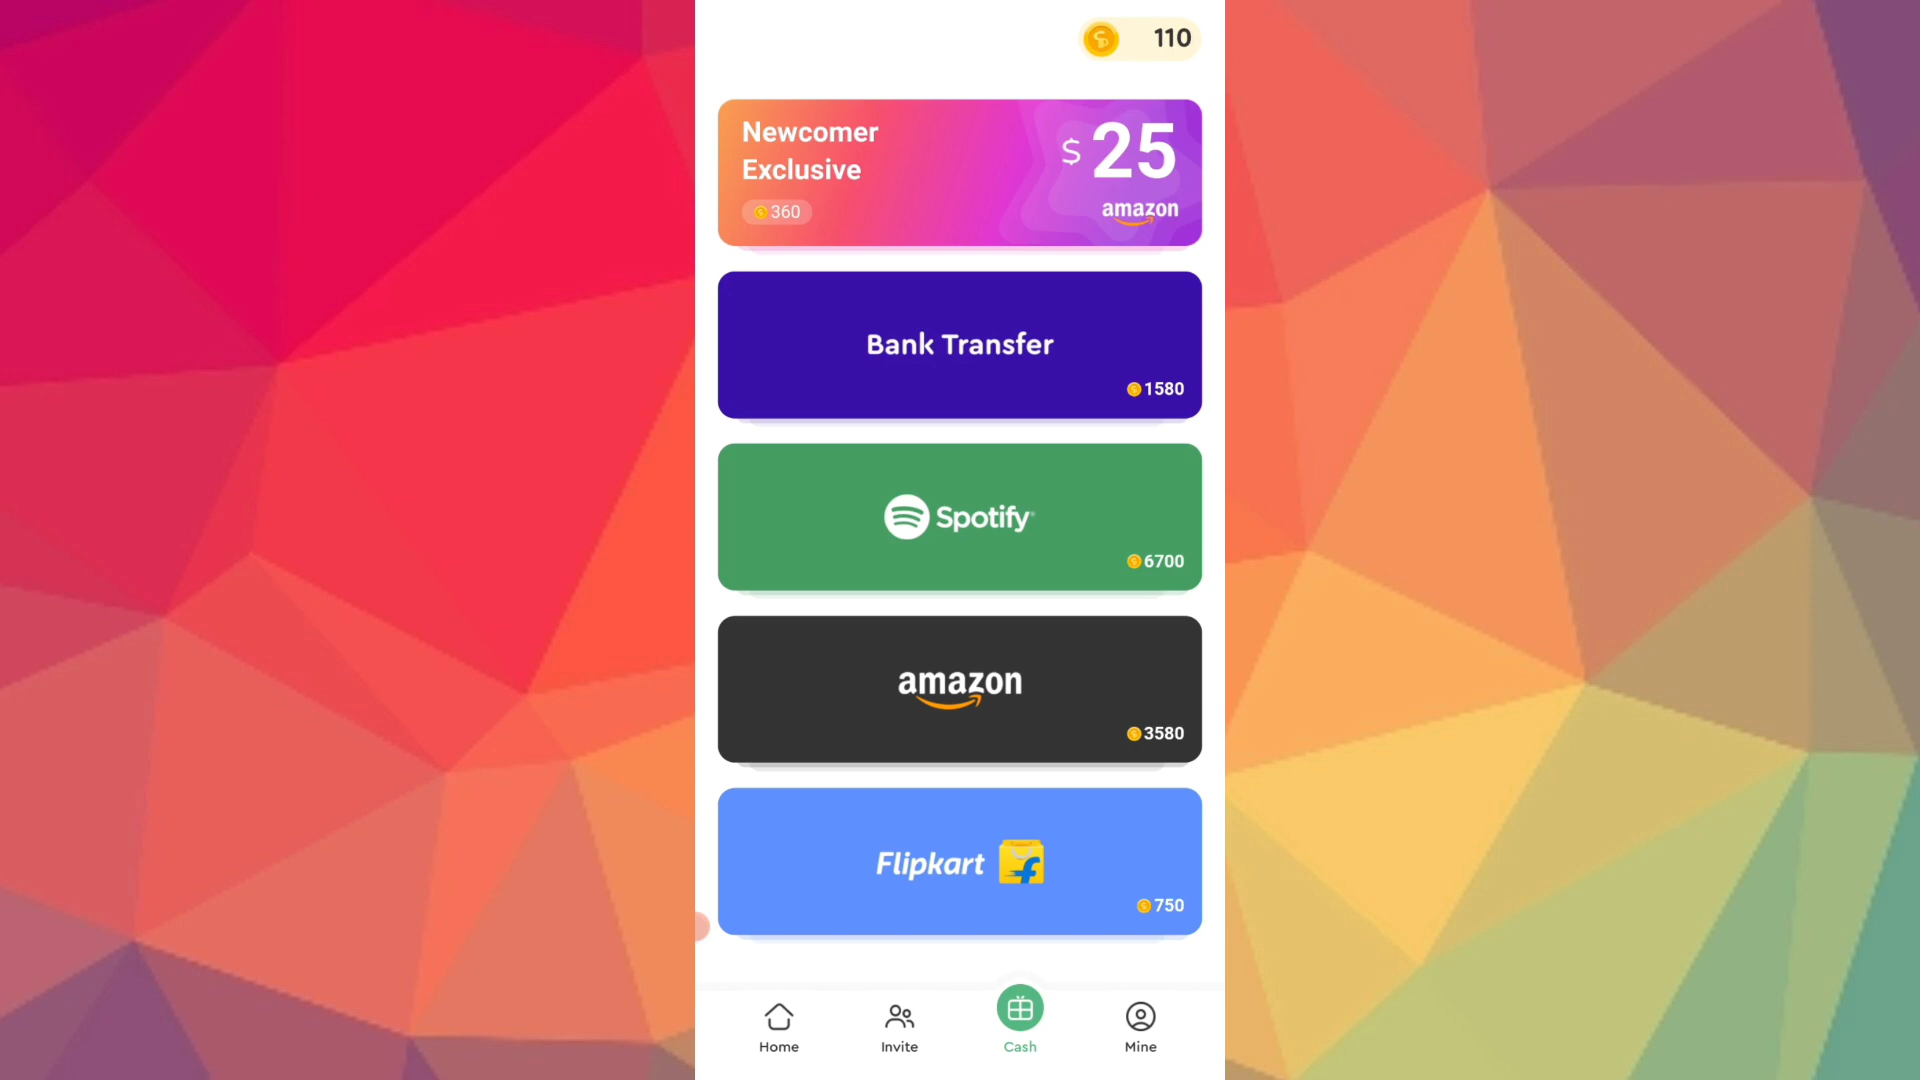 110
Newcomer
Exclusive
$ 25
360
amazon
Bank Transfer
1580
Spotify
6700
amazon
3580
Flipkart
750
Home
Invite
Cash
Mine